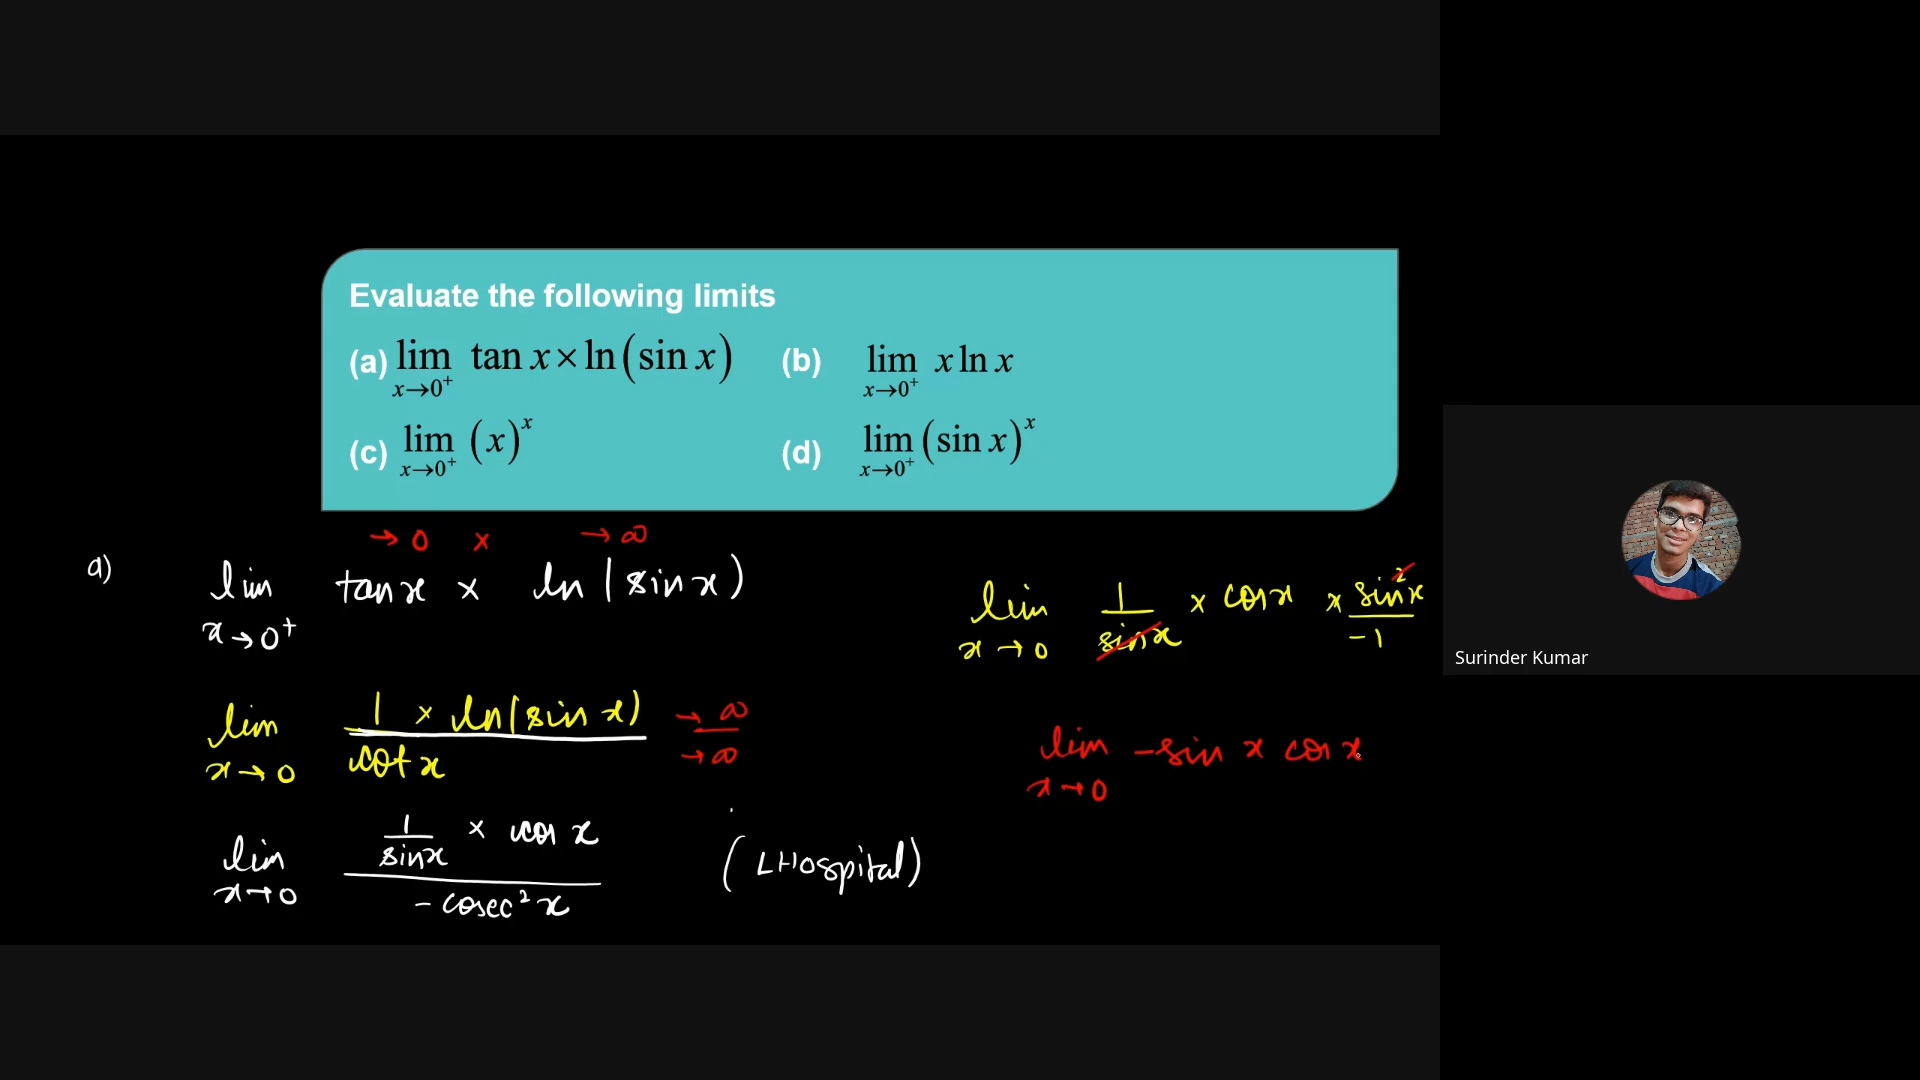 Evaluate the following limits
(a) lim x→0⁺ tan x × ln(sin x) (b) lim x→0⁺ x ln x
(c) lim x→0⁺ (x)ˣ (d) lim x→0⁺ (sin x)ˣ
→ 0 × → ∞
a) lim x→0⁺ tan x × ln(sin x)
lim x→0 1 × ln(sin x) / cot x → ∞ / → ∞
lim x→0 1/sin x × cos x / - cosec² x (LHospital)
lim x→0 1/sin x × cos x × sin² x / -1
lim x→0 - sin x cos x
Surinder Kumar